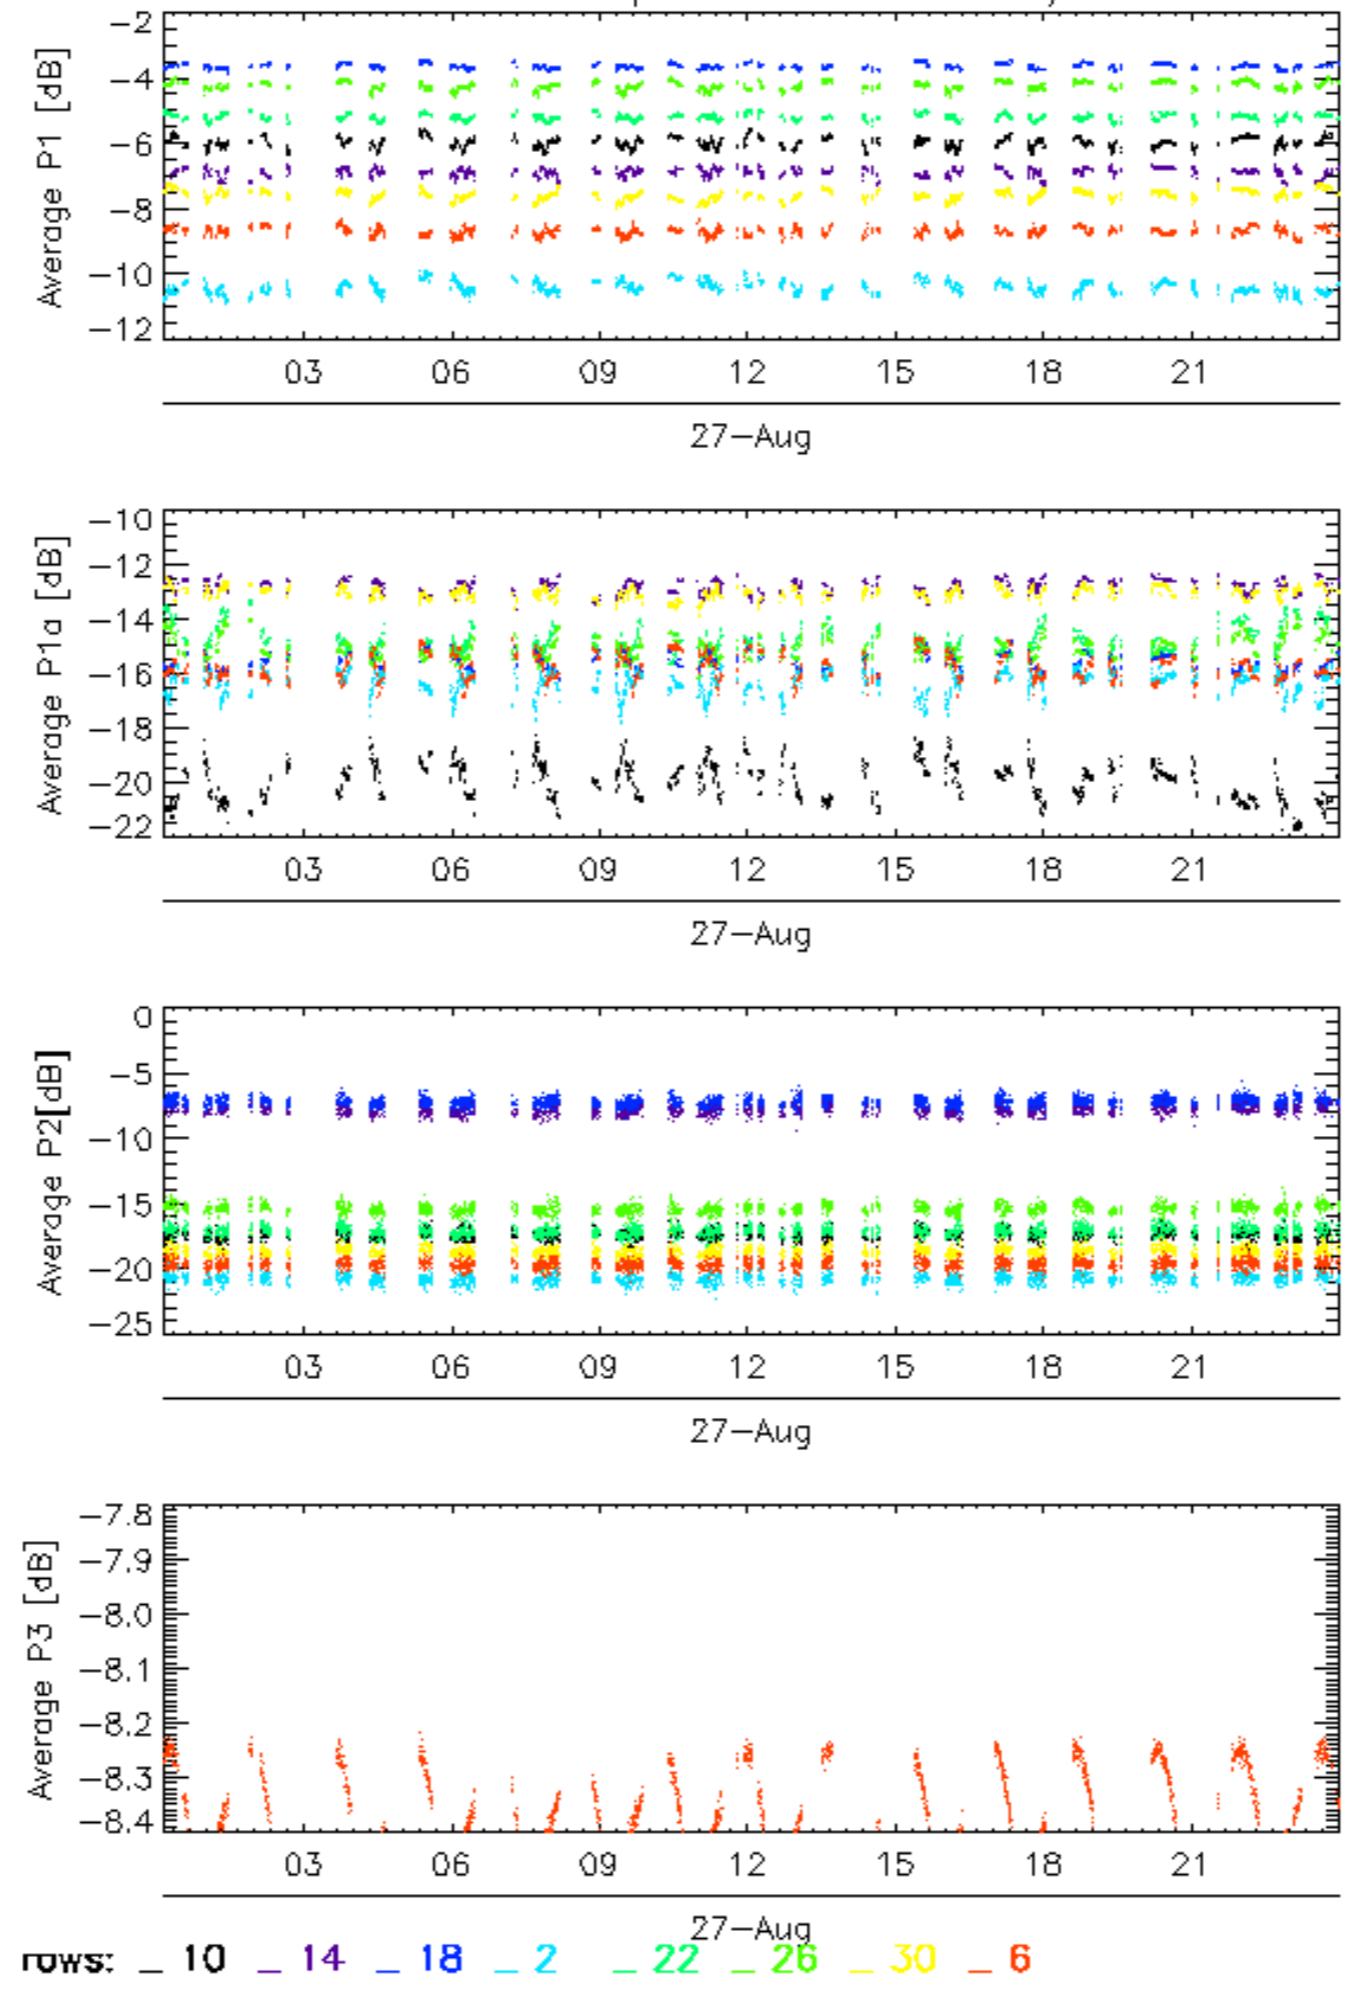 −2
−4
−6
−8
−10
−12
Average P1 [dB]
03 06 09 12 15 18 21
27−Aug
−10
−12
−14
−16
−18
−20
−22
Average P1a [dB]
03 06 09 12 15 18 21
27−Aug
0
−5
−10
−15
−20
−25
Average P2[dB]
03 06 09 12 15 18 21
27−Aug
−7.8
−7.9
−8.0
−8.1
−8.2
−8.3
−8.4
Average P3 [dB]
03 06 09 12 15 18 21
27−Aug
rows: _ 10 _ 14 _ 18 _ 2 _ 22 _ 26 _ 30 _ 6